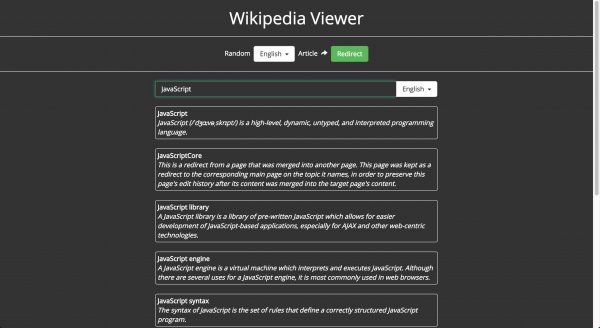 Wikipedia Viewer
Random English Article Redirect
JavaScript English
JavaScript
JavaScript (/ˈdʒɑːvəˌskrɪpt/) is a high-level, dynamic, untyped, and interpreted programming
language.
JavaScriptCore
This is a redirect from a page that was merged into another page. This page was kept as a
redirect to the corresponding main page on the topic it names, in order to preserve this
page's edit history after its content was merged into the target page's content.
JavaScript library
A JavaScript library is a library of pre-written JavaScript which allows for easier
development of JavaScript-based applications, especially for AJAX and other web-centric
technologies.
JavaScript engine
A JavaScript engine is a virtual machine which interprets and executes JavaScript. Although
there are several uses for a JavaScript engine, it is most commonly used in web browsers.
JavaScript syntax
The syntax of JavaScript is the set of rules that define a correctly structured JavaScript
program.